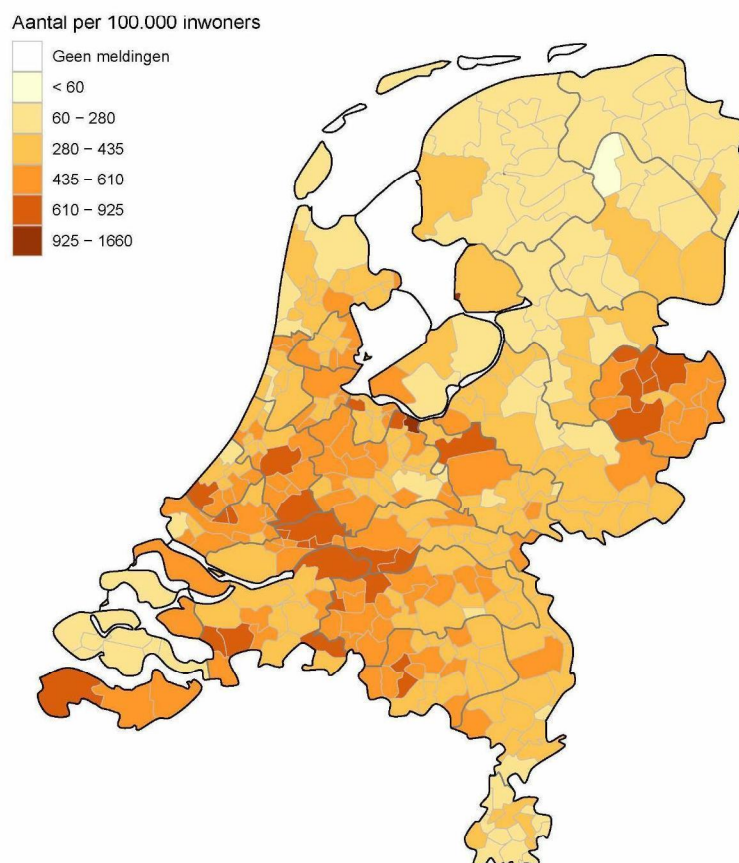 Aantal per 100.000 inwoners
Geen meldingen
< 60
60 – 280
280 – 435
435 – 610
610 – 925
925 – 1660